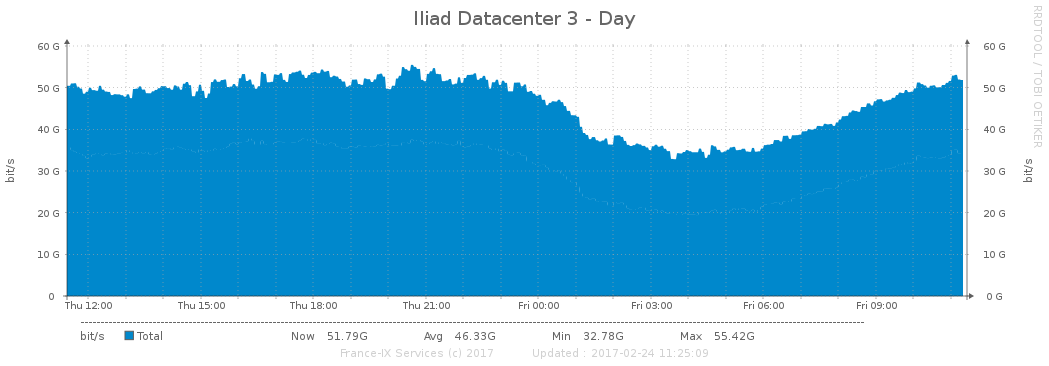 Iliad Datacenter 3 - Day
RRDTOOL / TOBI OETIKER
60 G 60 G
50 G 50 G
40 G 40 G
30 G 30 G
20 G 20 G
10 G 10 G
0 0 G
bit/s bit/s
Thu 12:00 Thu 15:00 Thu 18:00 Thu 21:00 Fri 00:00 Fri 03:00 Fri 06:00 Fri 09:00
bit/s Total Now 51.79G Avg 46.33G Min 32.78G Max 55.42G
France-IX Services (c) 2017 Updated : 2017-02-24 11:25:09